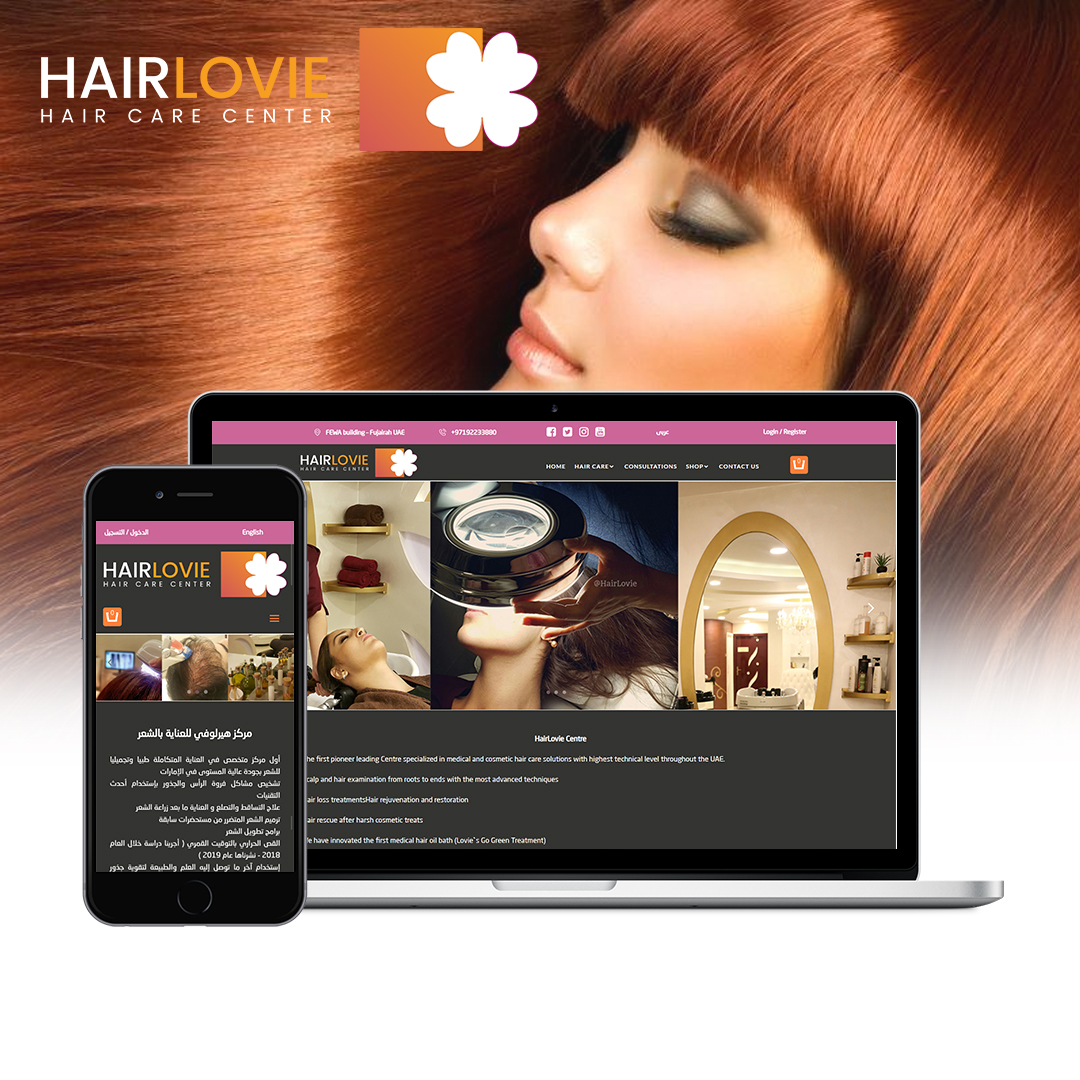 HAIRLOVIE
HAIR CARE CENTER
FEWA building - Fujairah UAE
+97192233880
عربي
Login / Register
HAIRLOVIE
HAIR CARE CENTER
HOME
HAIR CARE
CONSULTATIONS
SHOP
CONTACT US
0
@HairLovie
HairLovie Centre
he first pioneer leading Centre specialized in medical and cosmetic hair care solutions with highest technical level throughout the UAE.
calp and hair examination from roots to ends with the most advanced techniques
air loss treatmentsHair rejuvenation and restoration
air rescue after harsh cosmetic treats
e have innovated the first medical hair oil bath (Lovie`s Go Green Treatment)
الدخول / التسجيل
English
HAIRLOVIE
HAIR CARE CENTER
0
مركز هيرلوفي للعناية بالشعر
أول مركز متخصص في العناية المتكاملة طبيا وتجميليا
للشعر بجودة عالية المستوى في الإمارات
تشخيص مشاكل فروة الرأس والجذور بإستخدام أحدث
التقنيات
علاج التساقط والتصلع و العناية ما بعد زراعة الشعر
ترميم الشعر المتضرر من مستحضرات سابقة
برامج تطويل الشعر
القص الحراري بالتوقيت القمري ( أجرينا دراسة خلال العام
2018 - نشرناها عام 2019 )
إستخدام أخر ما توصل إليه العلم والطبيعة لتقوية جذور